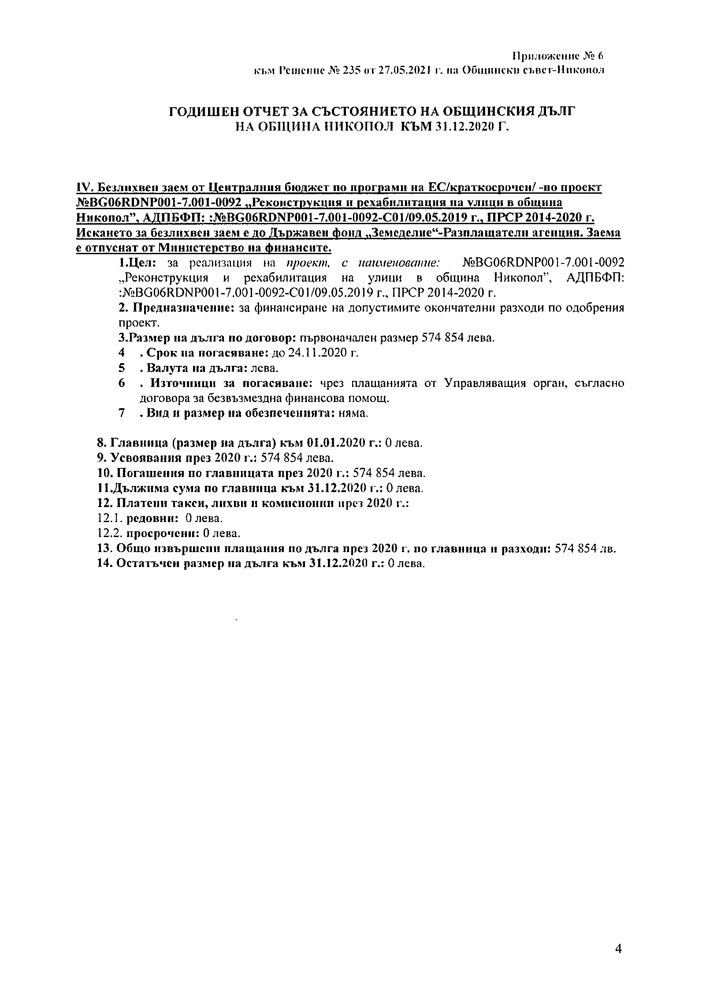 Приложение № 6
към Решение № 235 от 27.05.2021 г. на Общински съвет-Никопол
ГОДИШЕН ОТЧЕТ ЗА СЪСТОЯНИЕТО НА ОБЩИНСКИЯ ДЪЛГ
НА ОБЩИНА НИКОПОЛ КЪМ 31.12.2020 Г.
IV. Безлихвен заем от Централния бюджет по програми на ЕС/краткосрочен/ -по проект
№BG06RDNP001-7.001-0092 „Реконструкция и рехабилитация на улици в община
Никопол”, АДПБФП: :№BG06RDNP001-7.001-0092-C01/09.05.2019 г., ПРСР 2014-2020 г.
Искането за безлихвен заем е до Държавен фонд „Земеделие“-Разплащателн агенция. Заема
е отпуснат от Министерство на финансите.
1.Цел: за реализация на проект, с наименование: №BG06RDNP001-7.001-0092
„Реконструкция и рехабилитация на улици в община Никопол”, АДПБФП:
:№BG06RDNP001-7.001-0092-C01/09.05.2019 г., ПРСР 2014-2020 г.
2. Предназначение: за финансиране на допустимите окончателни разходи по одобрения
проект.
3.Размер на дълга по договор: първоначален размер 574 854 лева.
4 . Срок на погасяване: до 24.11.2020 г.
5 . Валута на дълга: лева.
6 . Източници за погасяване: чрез плащанията от Управляващия орган, съгласно
договора за безвъзмездна финансова помощ.
7 . Вид и размер на обезпеченията: няма.
8. Главница (размер на дълга) към 01.01.2020 г.: 0 лева.
9. Усвоявания през 2020 г.: 574 854 лева.
10. Погашения по главницата през 2020 г.: 574 854 лева.
11.Дължима сума по главница към 31.12.2020 г.: 0 лева.
12. Платени такси, лихви и комисионни през 2020 г.:
12.1. редовни: 0 лева.
12.2. просрочени: 0 лева.
13. Общо извършени плащания по дълга през 2020 г. по главница и разходи: 574 854 лв.
14. Остатъчен размер на дълга към 31.12.2020 г.: 0 лева.
4